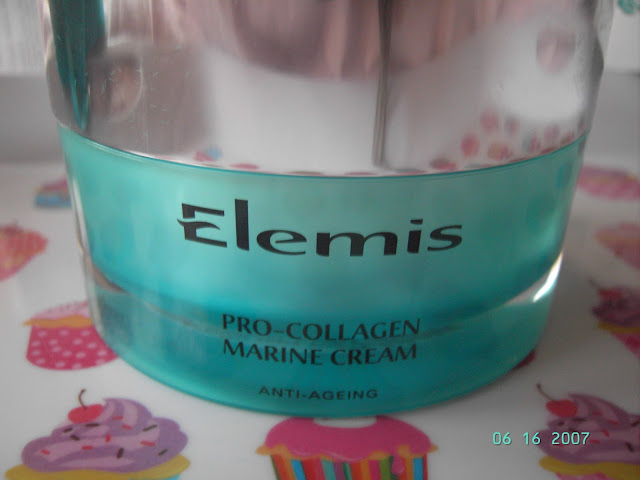 Elemis
PRO-COLLAGEN
MARINE CREAM
ANTI-AGEING
06 16 2007